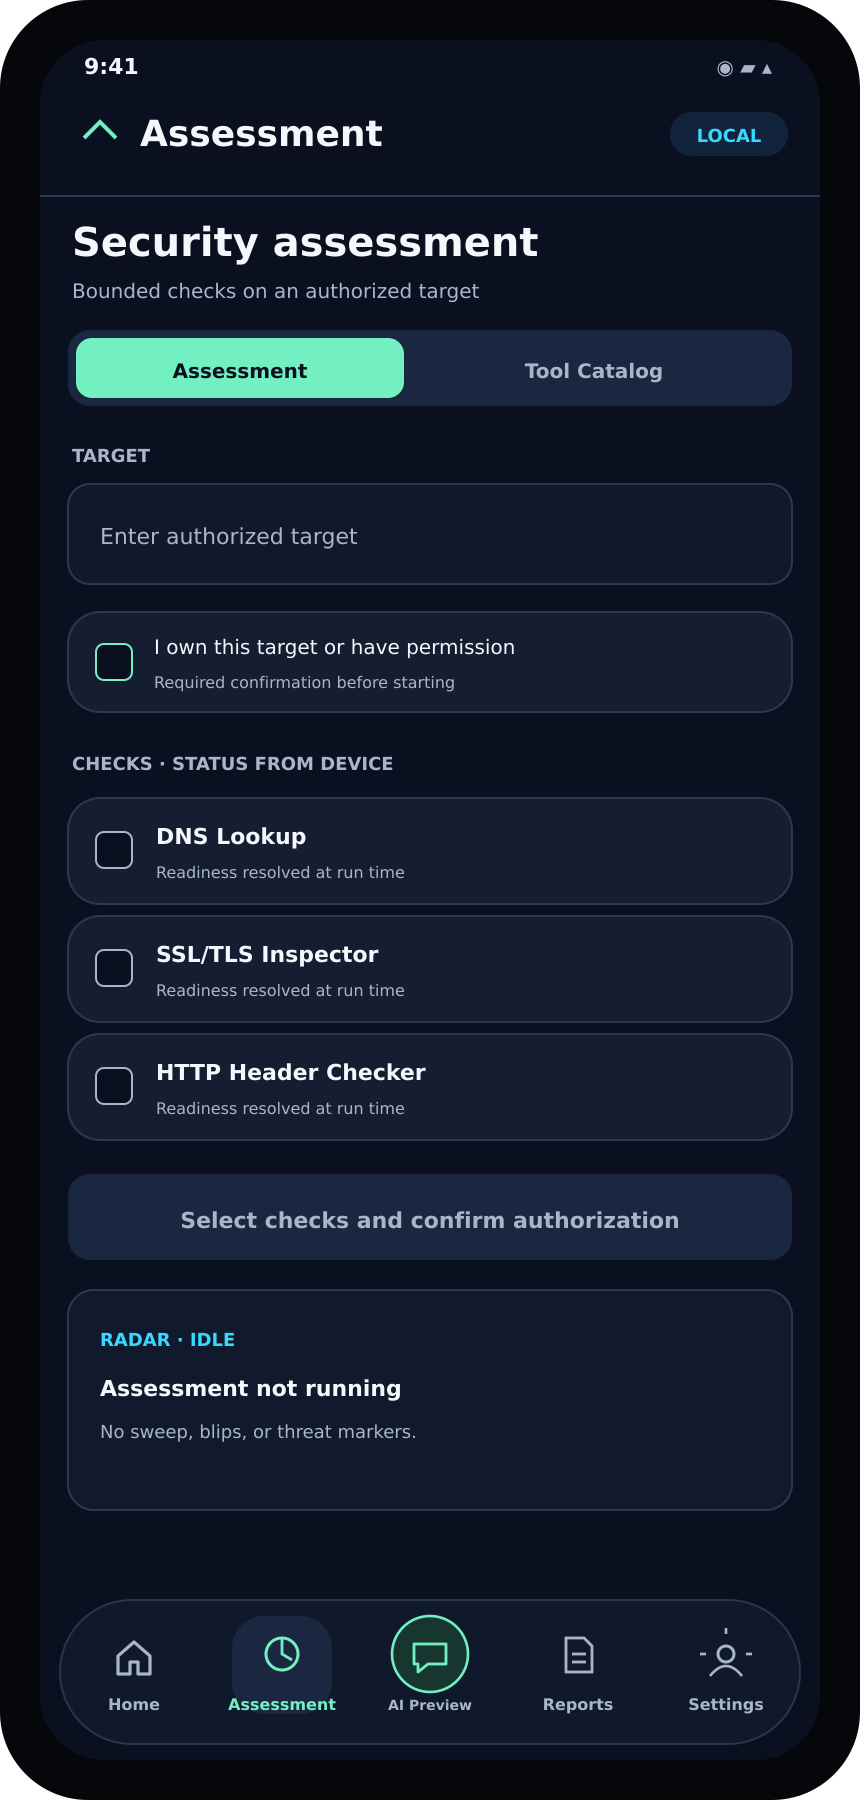 9:41
Assessment
LOCAL
Security assessment
Bounded checks on an authorized target
Assessment
Tool Catalog
TARGET
Enter authorized target
I own this target or have permission
Required confirmation before starting
CHECKS · STATUS FROM DEVICE
DNS Lookup
Readiness resolved at run time
SSL/TLS Inspector
Readiness resolved at run time
HTTP Header Checker
Readiness resolved at run time
Select checks and confirm authorization
RADAR · IDLE
Assessment not running
No sweep, blips, or threat markers.
Home
Assessment
AI Preview
Reports
Settings